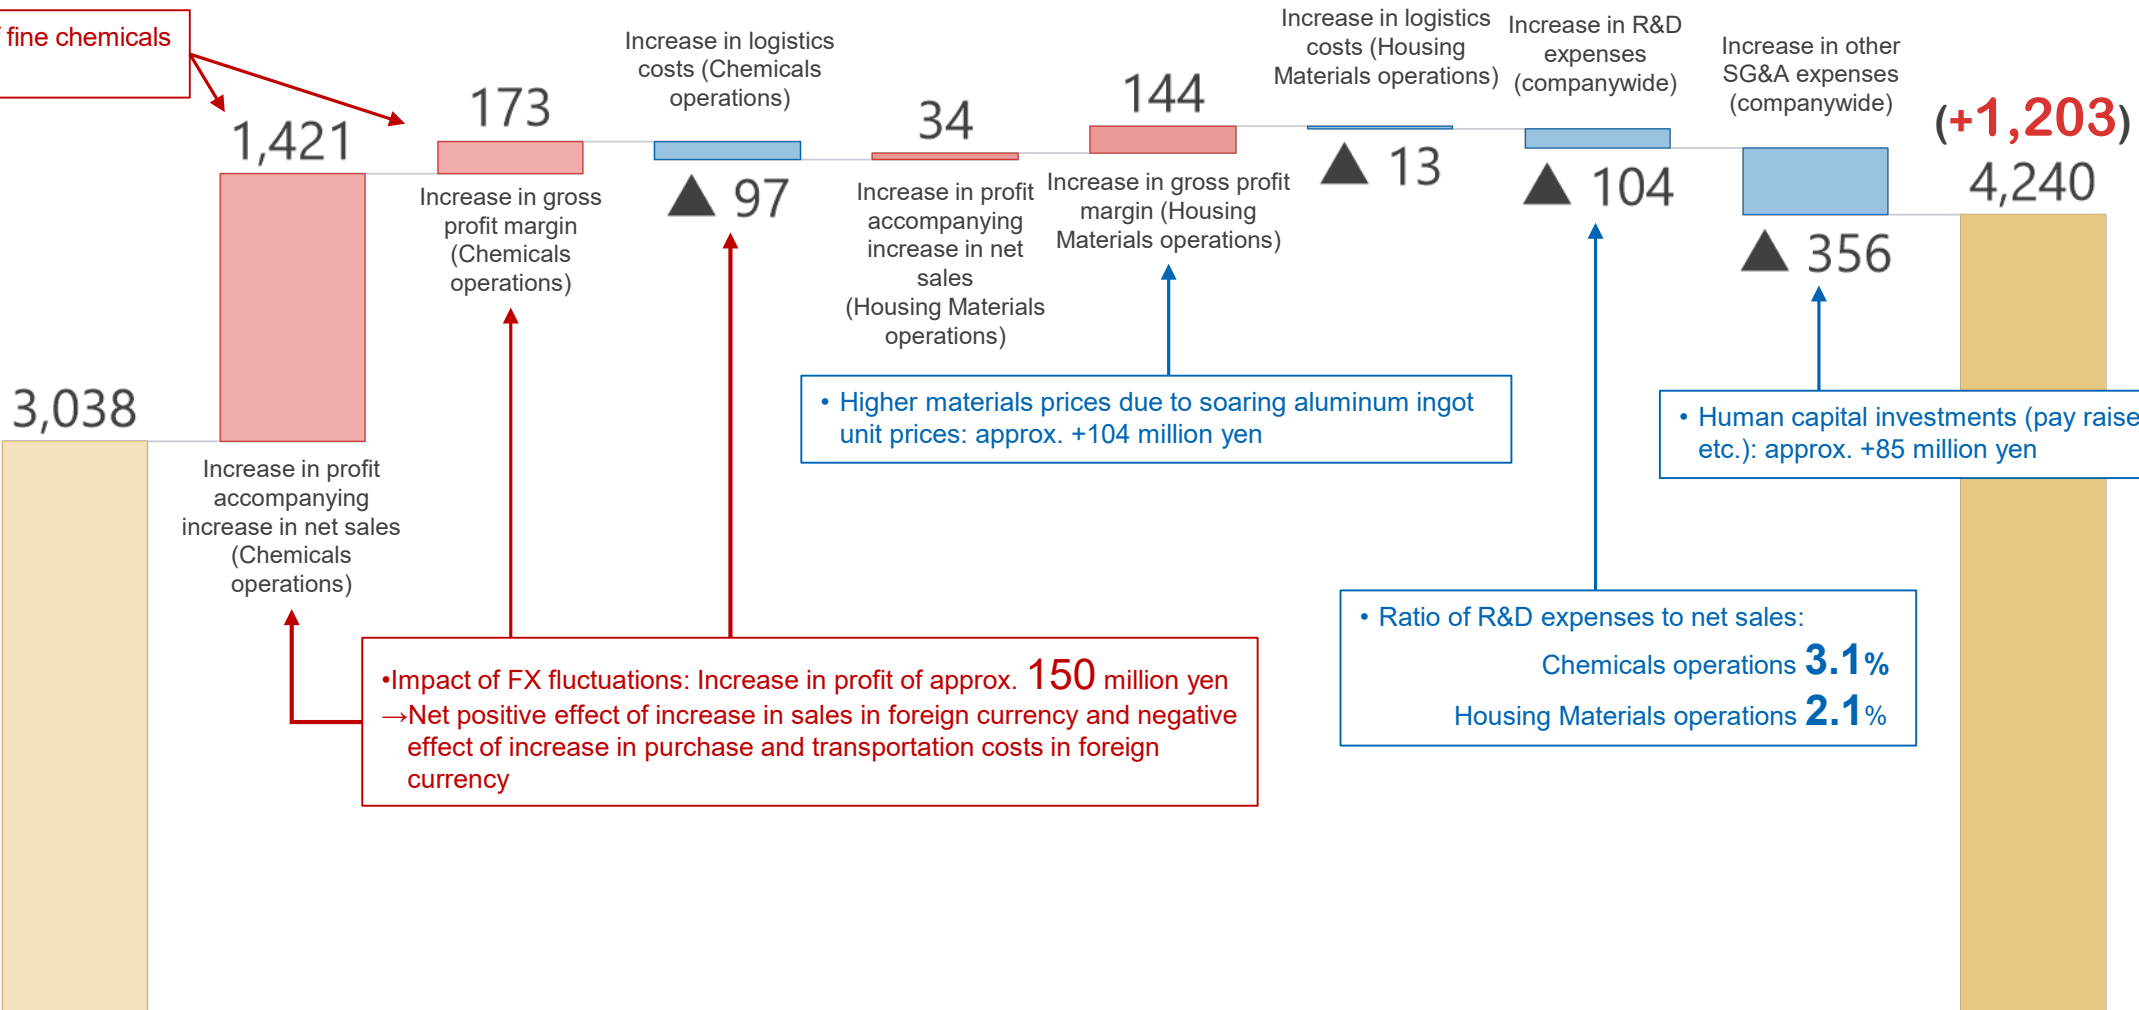 fine chemicals
3,038
1,421
Increase in profit
accompanying
increase in net sales
(Chemicals
operations)
173
Increase in gross
profit margin
(Chemicals
operations)
Increase in logistics
costs (Chemicals
operations)
▲ 97
34
Increase in profit
accompanying
increase in net
sales
(Housing Materials
operations)
144
Increase in gross profit
margin (Housing
Materials operations)
Increase in logistics
costs (Housing
Materials operations)
▲ 13
Increase in R&D
expenses
(companywide)
▲ 104
Increase in other
SG&A expenses
(companywide)
▲ 356
(+1,203)
4,240
• Higher materials prices due to soaring aluminum ingot
unit prices: approx. +104 million yen
• Human capital investments (pay raise
etc.): approx. +85 million yen
• Ratio of R&D expenses to net sales:
Chemicals operations 3.1%
Housing Materials operations 2.1%
•Impact of FX fluctuations: Increase in profit of approx. 150 million yen
→Net positive effect of increase in sales in foreign currency and negative
effect of increase in purchase and transportation costs in foreign
currency